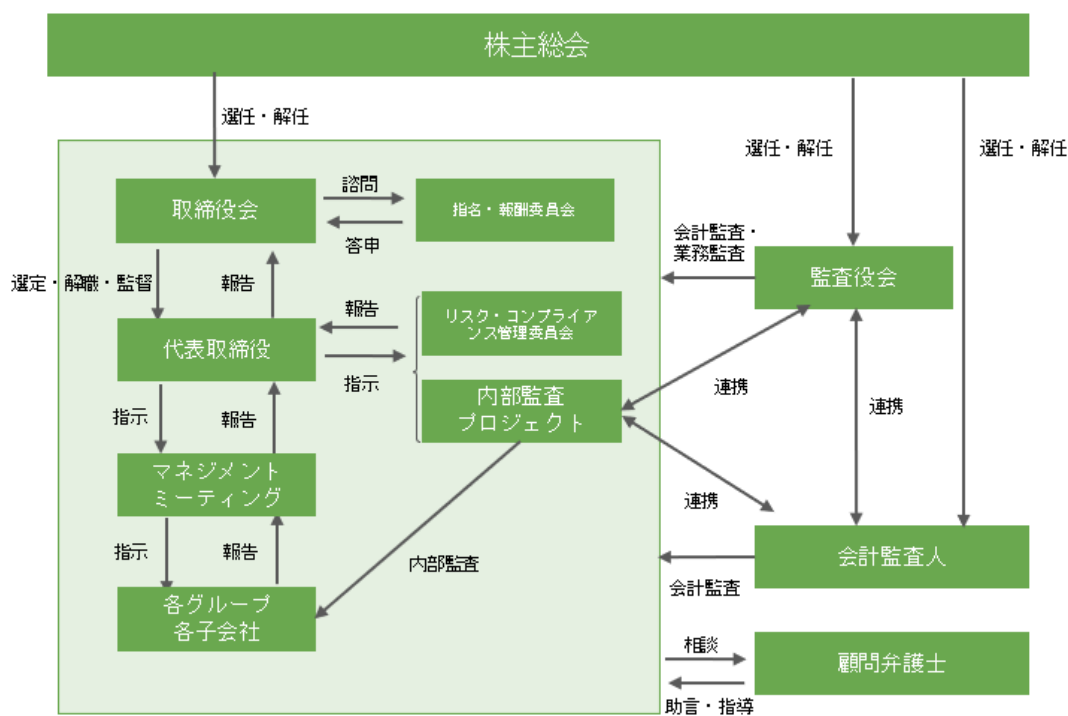 株主総会
選任・解任
選任・解任
選任・解任
取締役会
諮問
答申
指名・報酬委員会
会計監査・
業務監査
監査役会
選定・解職・監督
報告
報告
リスク・コンプライア
ンス管理委員会
代表取締役
指示
内部監査
プロジェクト
連携
連携
指示
報告
マネジメント
ミーティング
連携
指示
報告
内部監査
会計監査人
会計監査
各グループ
各子会社
相談
顧問弁護士
助言・指導